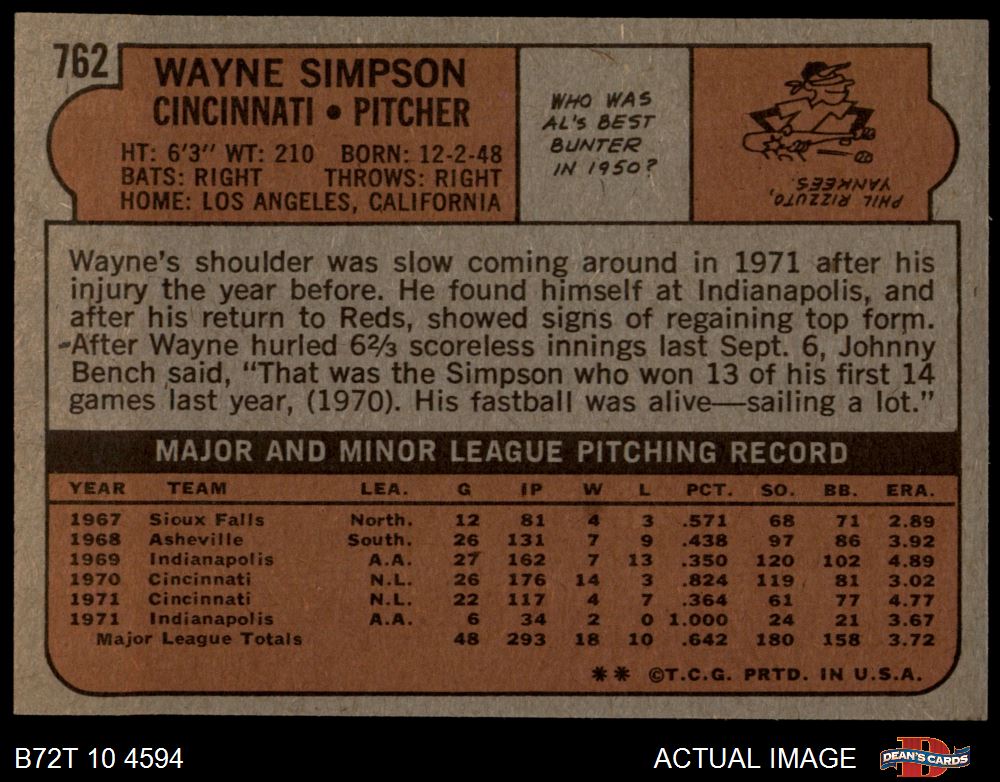 762
WAYNE SIMPSON
CINCINNATI • PITCHER
HT: 6'3" WT: 210 BORN: 12-2-48
BATS: RIGHT THROWS: RIGHT
HOME: LOS ANGELES, CALIFORNIA
WHO WAS
AL'S BEST
BUNTER
IN 1950?
PHIL RIZZUTO,
YANKEES.
Wayne's shoulder was slow coming around in 1971 after his
injury the year before. He found himself at Indianapolis, and
after his return to Reds, showed signs of regaining top form.
After Wayne hurled 6⅔ scoreless innings last Sept. 6, Johnny
Bench said, “That was the Simpson who won 13 of his first 14
games last year, (1970). His fastball was alive—sailing a lot.”
MAJOR AND MINOR LEAGUE PITCHING RECORD
YEAR TEAM LEA. G IP W L PCT. SO. BB. ERA.
1967 Sioux Falls North. 12 81 4 3 .571 68 71 2.89
1968 Asheville South. 26 131 7 9 .438 97 86 3.92
1969 Indianapolis A.A. 27 162 7 13 .350 120 102 4.89
1970 Cincinnati N.L. 26 176 14 3 .824 119 81 3.02
1971 Cincinnati N.L. 22 117 4 7 .364 61 77 4.77
1971 Indianapolis A.A. 6 34 2 0 1.000 24 21 3.67
Major League Totals 48 293 18 10 .642 180 158 3.72
** ©T.C.G. PRTD. IN U.S.A.
B72T 10 4594
ACTUAL IMAGE
DEAN'S CARDS